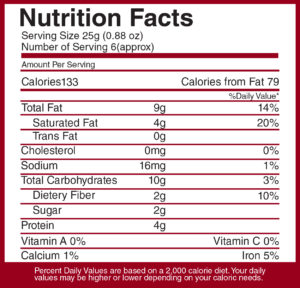 Nutrition Facts
Serving Size 25g (0.88 oz)
Number of Serving 6(approx)
Amount Per Serving
Calories133 Calories from Fat 79
%Daily Value*
Total Fat 9g 14%
Saturated Fat 4g 20%
Trans Fat 0g
Cholesterol 0mg 0%
Sodium 16mg 1%
Total Carbohydrates 10g 3%
Dietery Fiber 2g 10%
Sugar 2g
Protein 4g
Vitamin A 0% Vitamin C 0%
Calcium 1% Iron 5%
Percent Daily Values are based on a 2,000 calorie diet. Your daily
values may be higher or lower depending on your caloric needs.